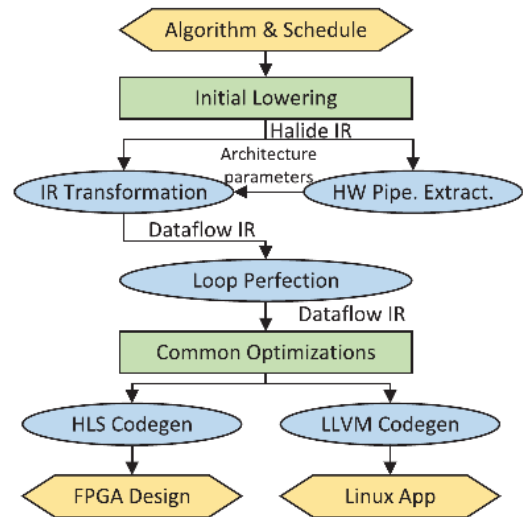 Algorithm & Schedule
Initial Lowering
Halide IR
Architecture
parameters
IR Transformation
HW Pipe. Extract.
Dataflow IR
Loop Perfection
Dataflow IR
Common Optimizations
HLS Codegen
LLVM Codegen
FPGA Design
Linux App